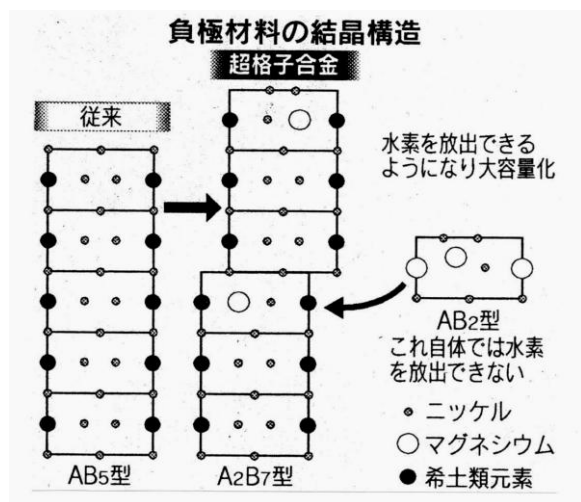 負極材料の結晶構造
超格子合金
従来
水素を放出できる
ようになり大容量化
AB2型
これ自体では水素
を放出できない
ニッケル
マグネシウム
希土類元素
AB5型
A2B7型